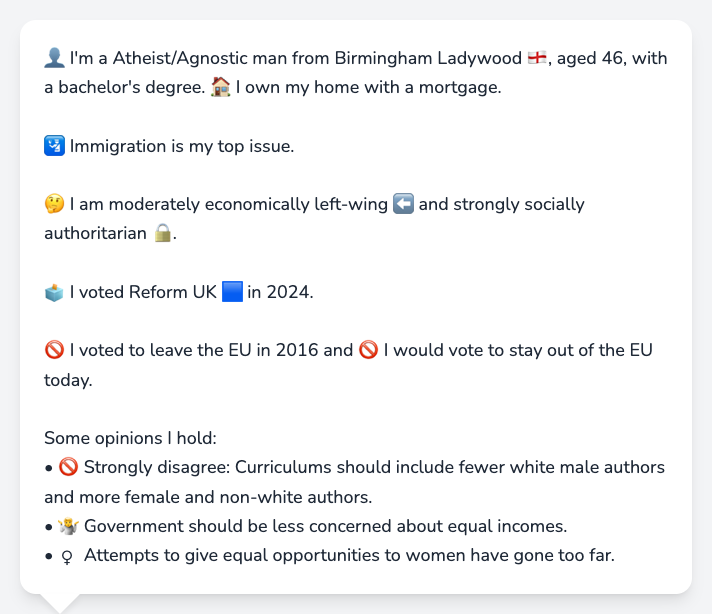 👤 I'm a Atheist/Agnostic man from Birmingham Ladywood 🏴󠁧󠁢󠁥󠁮󠁧󠁿, aged 46, with
a bachelor's degree. 🏠 I own my home with a mortgage.
🛂 Immigration is my top issue.
🤔 I am moderately economically left-wing ⬅️ and strongly socially
authoritarian 🔒.
🗳️ I voted Reform UK 🟦 in 2024.
🚫 I voted to leave the EU in 2016 and 🚫 I would vote to stay out of the EU
today.
Some opinions I hold:
• 🚫 Strongly disagree: Curriculums should include fewer white male authors
and more female and non-white authors.
• 🤷 Government should be less concerned about equal incomes.
• ♀ Attempts to give equal opportunities to women have gone too far.